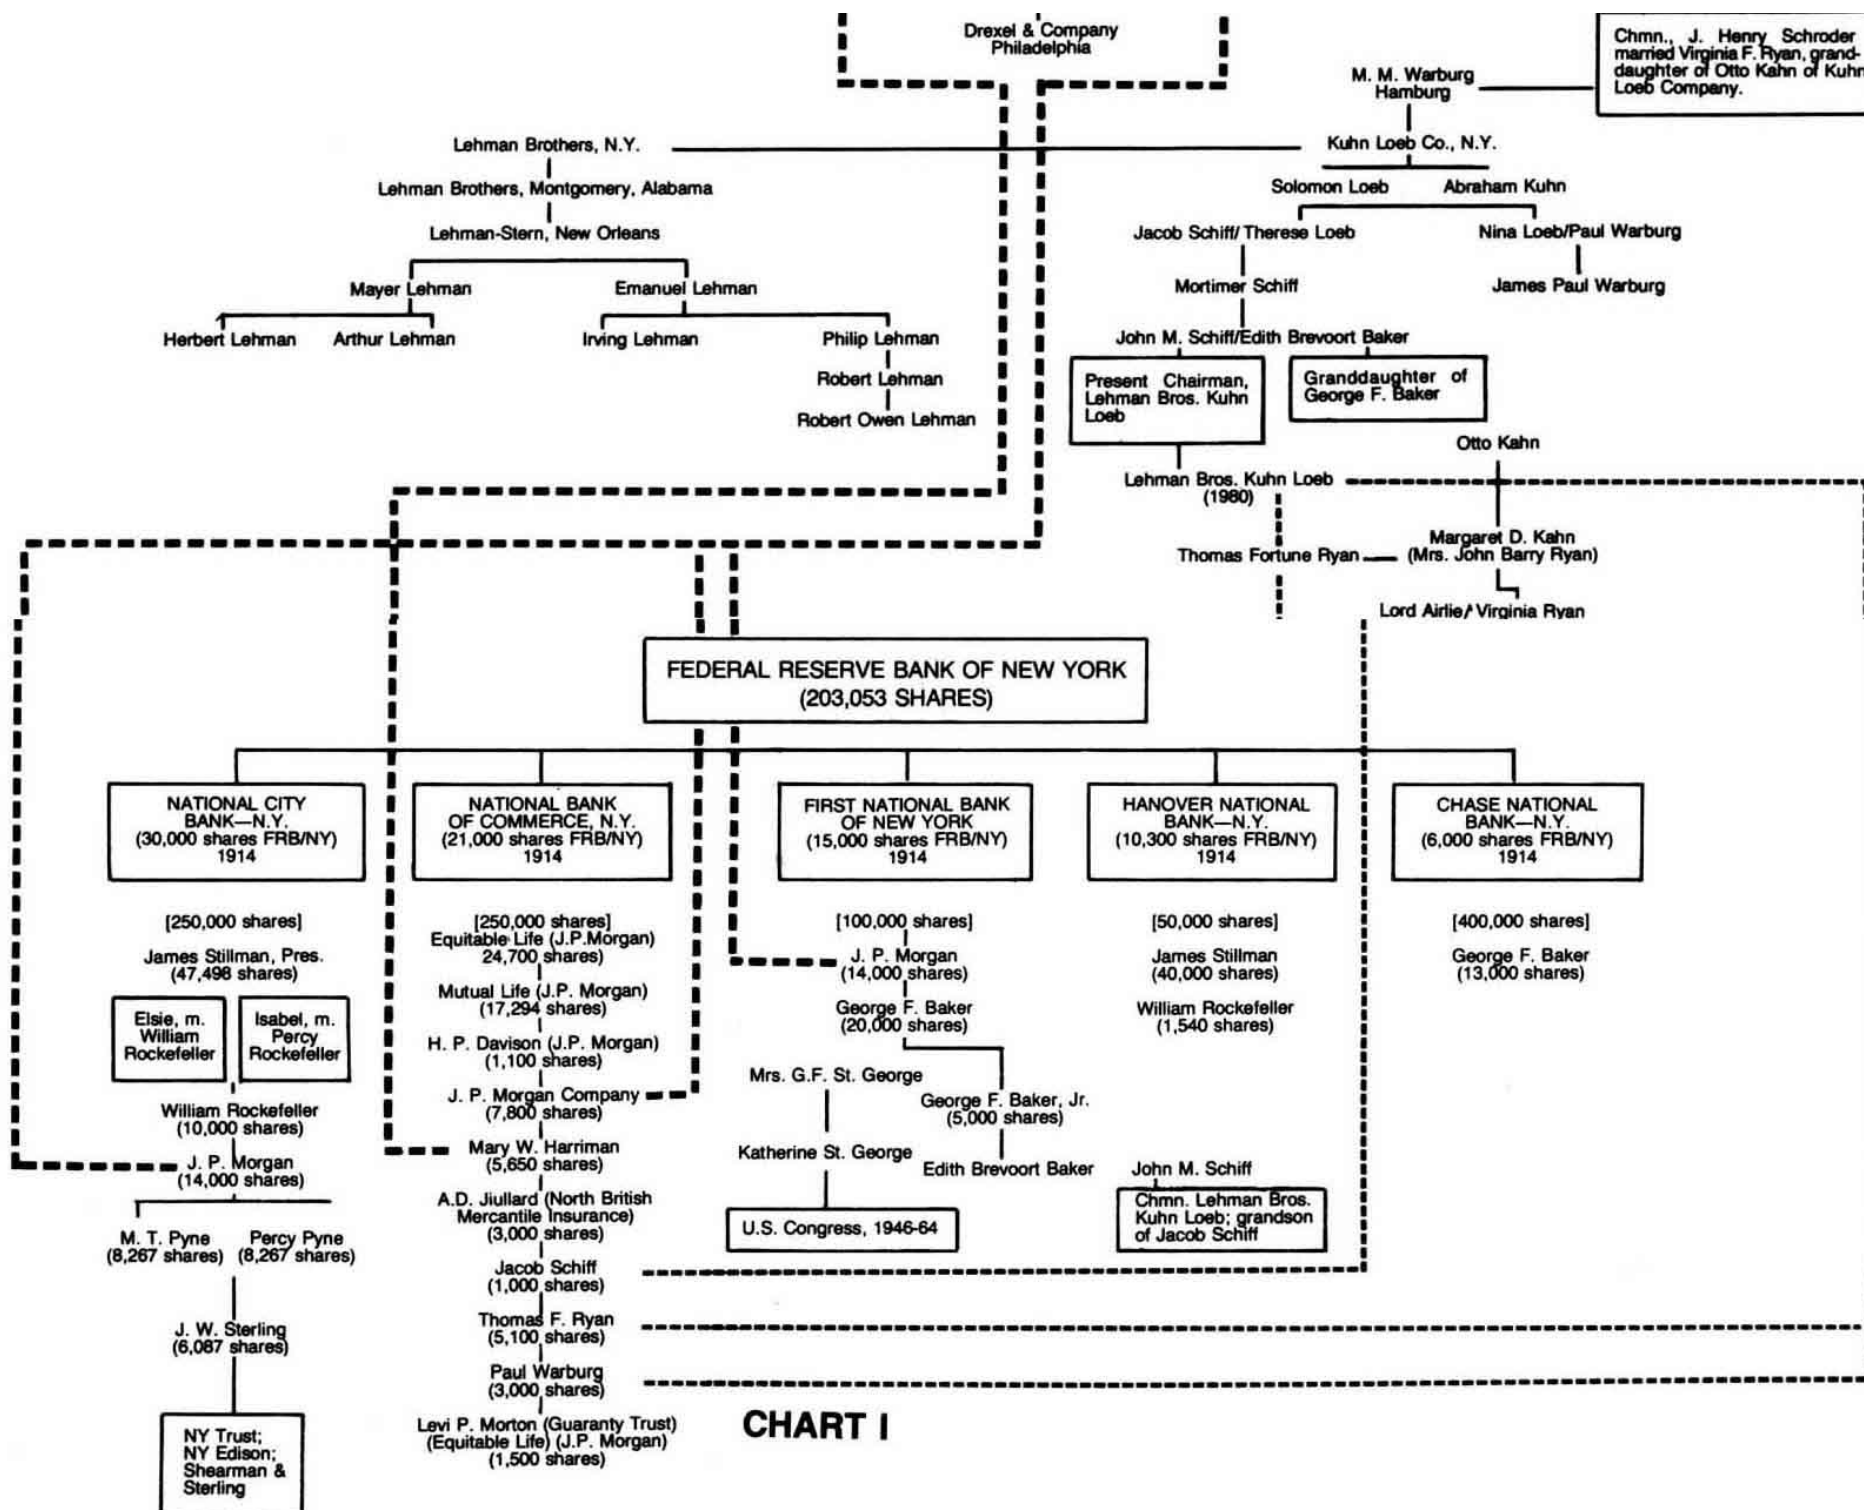 Drexel & Company
Philadelphia
Chmn., J. Henry Schroder
married Virginia F. Ryan, grand-
daughter of Otto Kahn of Kuhn
Loeb Company.
M. M. Warburg
Hamburg
Lehman Brothers, N.Y.
Kuhn Loeb Co., N.Y.
Lehman Brothers, Montgomery, Alabama
Solomon Loeb
Abraham Kuhn
Lehman-Stern, New Orleans
Jacob Schiff/ Therese Loeb
Nina Loeb/Paul Warburg
Mayer Lehman
Emanuel Lehman
Mortimer Schiff
James Paul Warburg
Herbert Lehman
Arthur Lehman
Irving Lehman
Philip Lehman
John M. Schiff/Edith Brevoort Baker
Robert Lehman
Present Chairman,
Lehman Bros. Kuhn
Loeb
Granddaughter of
George F. Baker
Robert Owen Lehman
Otto Kahn
Lehman Bros. Kuhn Loeb
(1980)
Margaret D. Kahn
Thomas Fortune Ryan
(Mrs. John Barry Ryan)
Lord Airlie/ Virginia Ryan
FEDERAL RESERVE BANK OF NEW YORK
(203,053 SHARES)
NATIONAL CITY
BANK—N.Y.
(30,000 shares FRB/NY)
1914
NATIONAL BANK
OF COMMERCE, N.Y.
(21,000 shares FRB/NY)
1914
FIRST NATIONAL BANK
OF NEW YORK
(15,000 shares FRB/NY)
1914
HANOVER NATIONAL
BANK—N.Y.
(10,300 shares FRB/NY)
1914
CHASE NATIONAL
BANK—N.Y.
(6,000 shares FRB/NY)
1914
[250,000 shares]
James Stillman, Pres.
(47,498 shares)
Elsie, m.
William
Rockefeller
Isabel, m.
Percy
Rockefeller
William Rockefeller
(10,000 shares)
J. P. Morgan
(14,000 shares)
M. T. Pyne
(8,267 shares)
Percy Pyne
(8,267 shares)
J. W. Sterling
(6,087 shares)
NY Trust;
NY Edison;
Shearman &
Sterling
[250,000 shares]
Equitable Life (J.P.Morgan)
24,700 shares)
Mutual Life (J.P. Morgan)
(17,294 shares)
H. P. Davison (J.P. Morgan)
(1,100 shares)
J. P. Morgan Company
(7,800 shares)
Mary W. Harriman
(5,650 shares)
A.D. Jiullard (North British
Mercantile Insurance)
(3,000 shares)
Jacob Schiff
(1,000 shares)
Thomas F. Ryan
(5,100 shares)
Paul Warburg
(3,000 shares)
Levi P. Morton (Guaranty Trust)
(Equitable Life) (J.P. Morgan)
(1,500 shares)
[100,000 shares]
J. P. Morgan
(14,000 shares)
George F. Baker
(20,000 shares)
Mrs. G.F. St. George
Katherine St. George
U.S. Congress, 1946-64
George F. Baker, Jr.
(5,000 shares)
Edith Brevoort Baker
[50,000 shares]
James Stillman
(40,000 shares)
William Rockefeller
(1,540 shares)
John M. Schiff
Chmn. Lehman Bros.
Kuhn Loeb; grandson
of Jacob Schiff
[400,000 shares]
George F. Baker
(13,000 shares)
CHART I